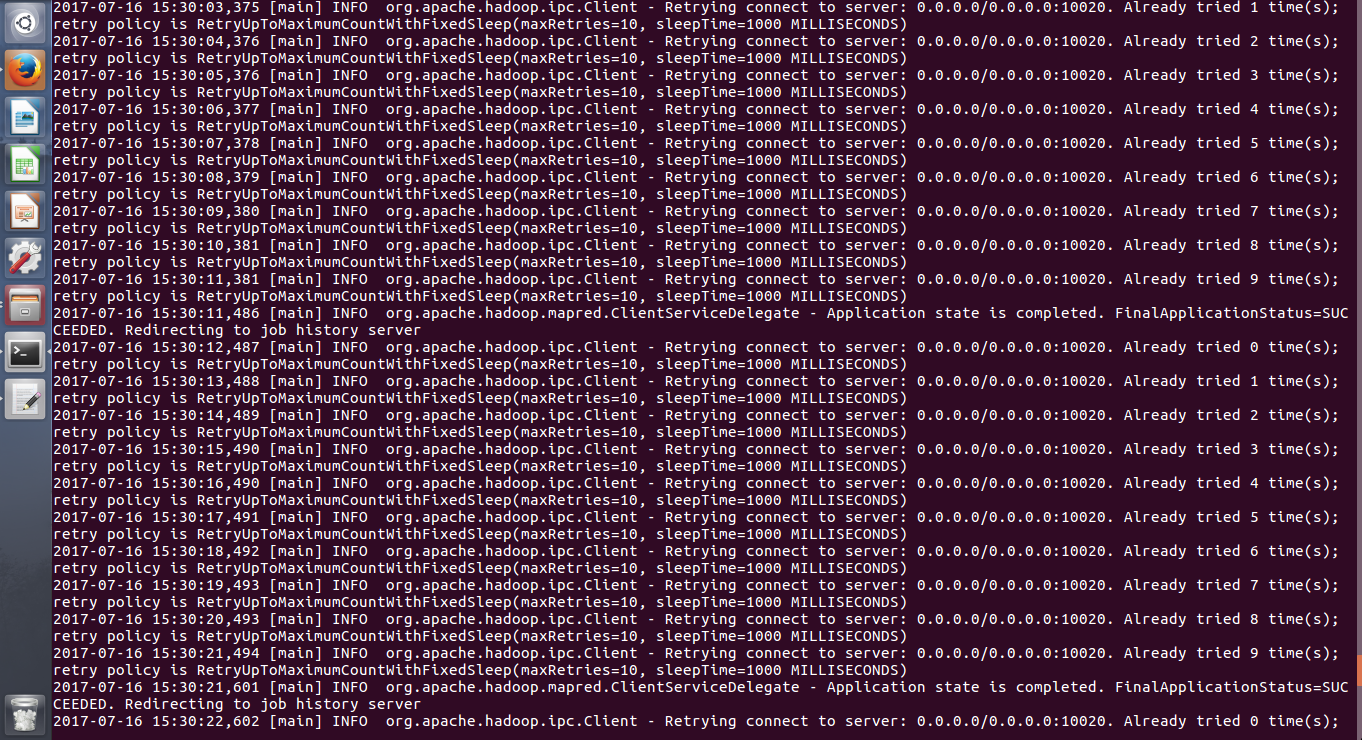 2017-07-16 15:30:03,375 [main] INFO  org.apache.hadoop.ipc.Client - Retrying connect to server: 0.0.0.0/0.0.0.0:10020. Already tried 1 time(s);
retry policy is RetryUpToMaximumCountWithFixedSleep(maxRetries=10, sleepTime=1000 MILLISECONDS)
2017-07-16 15:30:04,376 [main] INFO  org.apache.hadoop.ipc.Client - Retrying connect to server: 0.0.0.0/0.0.0.0:10020. Already tried 2 time(s);
retry policy is RetryUpToMaximumCountWithFixedSleep(maxRetries=10, sleepTime=1000 MILLISECONDS)
2017-07-16 15:30:05,376 [main] INFO  org.apache.hadoop.ipc.Client - Retrying connect to server: 0.0.0.0/0.0.0.0:10020. Already tried 3 time(s);
retry policy is RetryUpToMaximumCountWithFixedSleep(maxRetries=10, sleepTime=1000 MILLISECONDS)
2017-07-16 15:30:06,377 [main] INFO  org.apache.hadoop.ipc.Client - Retrying connect to server: 0.0.0.0/0.0.0.0:10020. Already tried 4 time(s);
retry policy is RetryUpToMaximumCountWithFixedSleep(maxRetries=10, sleepTime=1000 MILLISECONDS)
2017-07-16 15:30:07,378 [main] INFO  org.apache.hadoop.ipc.Client - Retrying connect to server: 0.0.0.0/0.0.0.0:10020. Already tried 5 time(s);
retry policy is RetryUpToMaximumCountWithFixedSleep(maxRetries=10, sleepTime=1000 MILLISECONDS)
2017-07-16 15:30:08,379 [main] INFO  org.apache.hadoop.ipc.Client - Retrying connect to server: 0.0.0.0/0.0.0.0:10020. Already tried 6 time(s);
retry policy is RetryUpToMaximumCountWithFixedSleep(maxRetries=10, sleepTime=1000 MILLISECONDS)
2017-07-16 15:30:09,380 [main] INFO  org.apache.hadoop.ipc.Client - Retrying connect to server: 0.0.0.0/0.0.0.0:10020. Already tried 7 time(s);
retry policy is RetryUpToMaximumCountWithFixedSleep(maxRetries=10, sleepTime=1000 MILLISECONDS)
2017-07-16 15:30:10,381 [main] INFO  org.apache.hadoop.ipc.Client - Retrying connect to server: 0.0.0.0/0.0.0.0:10020. Already tried 8 time(s);
retry policy is RetryUpToMaximumCountWithFixedSleep(maxRetries=10, sleepTime=1000 MILLISECONDS)
2017-07-16 15:30:11,381 [main] INFO  org.apache.hadoop.ipc.Client - Retrying connect to server: 0.0.0.0/0.0.0.0:10020. Already tried 9 time(s);
retry policy is RetryUpToMaximumCountWithFixedSleep(maxRetries=10, sleepTime=1000 MILLISECONDS)
2017-07-16 15:30:11,486 [main] INFO  org.apache.hadoop.mapred.ClientServiceDelegate - Application state is completed. FinalApplicationStatus=SUC
CEEDED. Redirecting to job history server
2017-07-16 15:30:12,487 [main] INFO  org.apache.hadoop.ipc.Client - Retrying connect to server: 0.0.0.0/0.0.0.0:10020. Already tried 0 time(s);
retry policy is RetryUpToMaximumCountWithFixedSleep(maxRetries=10, sleepTime=1000 MILLISECONDS)
2017-07-16 15:30:13,488 [main] INFO  org.apache.hadoop.ipc.Client - Retrying connect to server: 0.0.0.0/0.0.0.0:10020. Already tried 1 time(s);
retry policy is RetryUpToMaximumCountWithFixedSleep(maxRetries=10, sleepTime=1000 MILLISECONDS)
2017-07-16 15:30:14,489 [main] INFO  org.apache.hadoop.ipc.Client - Retrying connect to server: 0.0.0.0/0.0.0.0:10020. Already tried 2 time(s);
retry policy is RetryUpToMaximumCountWithFixedSleep(maxRetries=10, sleepTime=1000 MILLISECONDS)
2017-07-16 15:30:15,490 [main] INFO  org.apache.hadoop.ipc.Client - Retrying connect to server: 0.0.0.0/0.0.0.0:10020. Already tried 3 time(s);
retry policy is RetryUpToMaximumCountWithFixedSleep(maxRetries=10, sleepTime=1000 MILLISECONDS)
2017-07-16 15:30:16,490 [main] INFO  org.apache.hadoop.ipc.Client - Retrying connect to server: 0.0.0.0/0.0.0.0:10020. Already tried 4 time(s);
retry policy is RetryUpToMaximumCountWithFixedSleep(maxRetries=10, sleepTime=1000 MILLISECONDS)
2017-07-16 15:30:17,491 [main] INFO  org.apache.hadoop.ipc.Client - Retrying connect to server: 0.0.0.0/0.0.0.0:10020. Already tried 5 time(s);
retry policy is RetryUpToMaximumCountWithFixedSleep(maxRetries=10, sleepTime=1000 MILLISECONDS)
2017-07-16 15:30:18,492 [main] INFO  org.apache.hadoop.ipc.Client - Retrying connect to server: 0.0.0.0/0.0.0.0:10020. Already tried 6 time(s);
retry policy is RetryUpToMaximumCountWithFixedSleep(maxRetries=10, sleepTime=1000 MILLISECONDS)
2017-07-16 15:30:19,493 [main] INFO  org.apache.hadoop.ipc.Client - Retrying connect to server: 0.0.0.0/0.0.0.0:10020. Already tried 7 time(s);
retry policy is RetryUpToMaximumCountWithFixedSleep(maxRetries=10, sleepTime=1000 MILLISECONDS)
2017-07-16 15:30:20,493 [main] INFO  org.apache.hadoop.ipc.Client - Retrying connect to server: 0.0.0.0/0.0.0.0:10020. Already tried 8 time(s);
retry policy is RetryUpToMaximumCountWithFixedSleep(maxRetries=10, sleepTime=1000 MILLISECONDS)
2017-07-16 15:30:21,494 [main] INFO  org.apache.hadoop.ipc.Client - Retrying connect to server: 0.0.0.0/0.0.0.0:10020. Already tried 9 time(s);
retry policy is RetryUpToMaximumCountWithFixedSleep(maxRetries=10, sleepTime=1000 MILLISECONDS)
2017-07-16 15:30:21,601 [main] INFO  org.apache.hadoop.mapred.ClientServiceDelegate - Application state is completed. FinalApplicationStatus=SUC
CEEDED. Redirecting to job history server
2017-07-16 15:30:22,602 [main] INFO  org.apache.hadoop.ipc.Client - Retrying connect to server: 0.0.0.0/0.0.0.0:10020. Already tried 0 time(s);